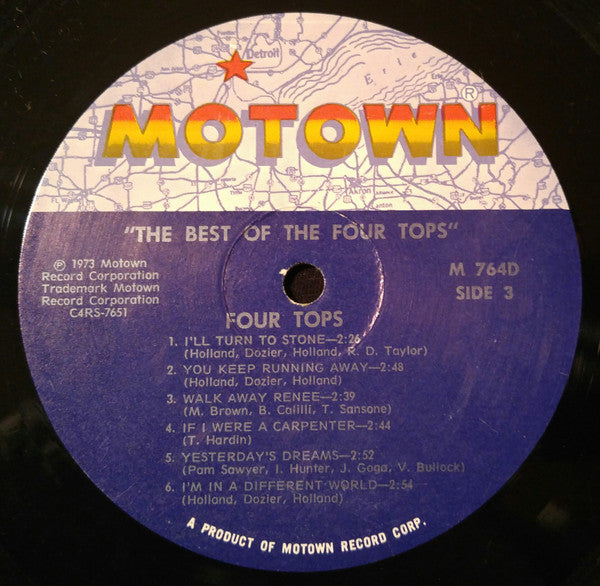 Detroit
Erie
MOTOWN®
Akron
Canton
"THE BEST OF THE FOUR TOPS"
℗ 1973 Motown
Record Corporation
Trademark Motown
Record Corporation
C4RS-7651
M 764D
SIDE 3
FOUR TOPS
1. I'LL TURN TO STONE—2:26
(Holland, Dozier, Holland, R. D. Taylor)
2. YOU KEEP RUNNING AWAY—2:48
(Holland, Dozier, Holland)
3. WALK AWAY RENEE—2:39
(M. Brown, B. Calilli, T. Sansone)
4. IF I WERE A CARPENTER—2:44
(T. Hardin)
5. YESTERDAY'S DREAMS—2:52
(Pam Sawyer, I. Hunter, J. Goga, V. Bullock)
6. I'M IN A DIFFERENT WORLD—2:54
(Holland, Dozier, Holland)
A PRODUCT OF MOTOWN RECORD CORP.